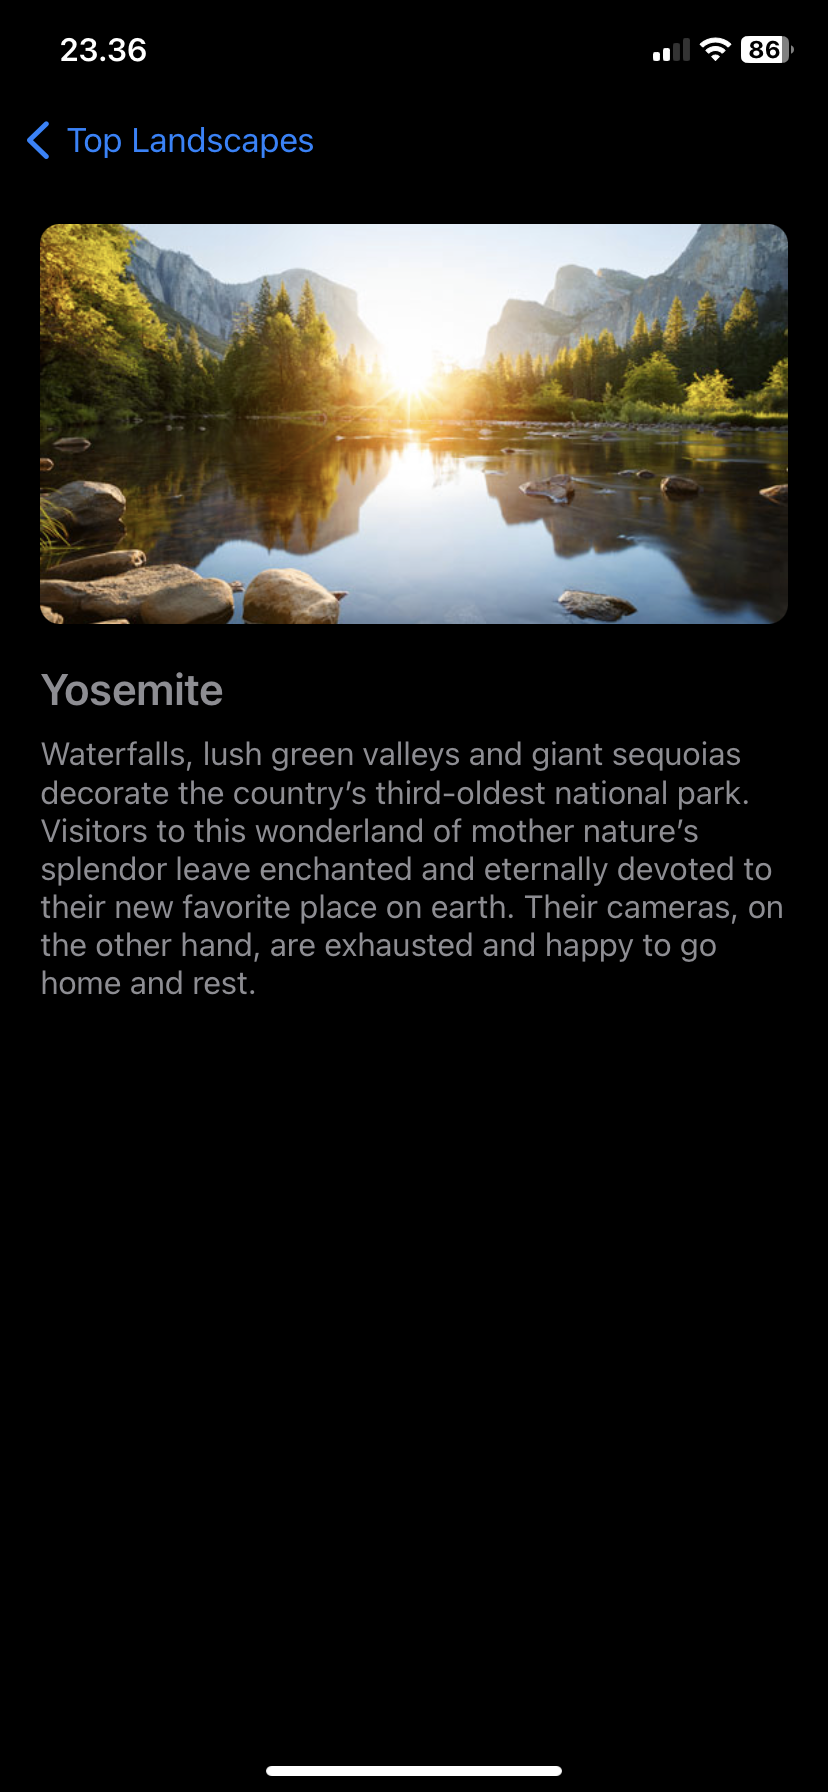 23.36
86
Top Landscapes
Yosemite
Waterfalls, lush green valleys and giant sequoias
decorate the country’s third-oldest national park.
Visitors to this wonderland of mother nature’s
splendor leave enchanted and eternally devoted to
their new favorite place on earth. Their cameras, on
the other hand, are exhausted and happy to go
home and rest.